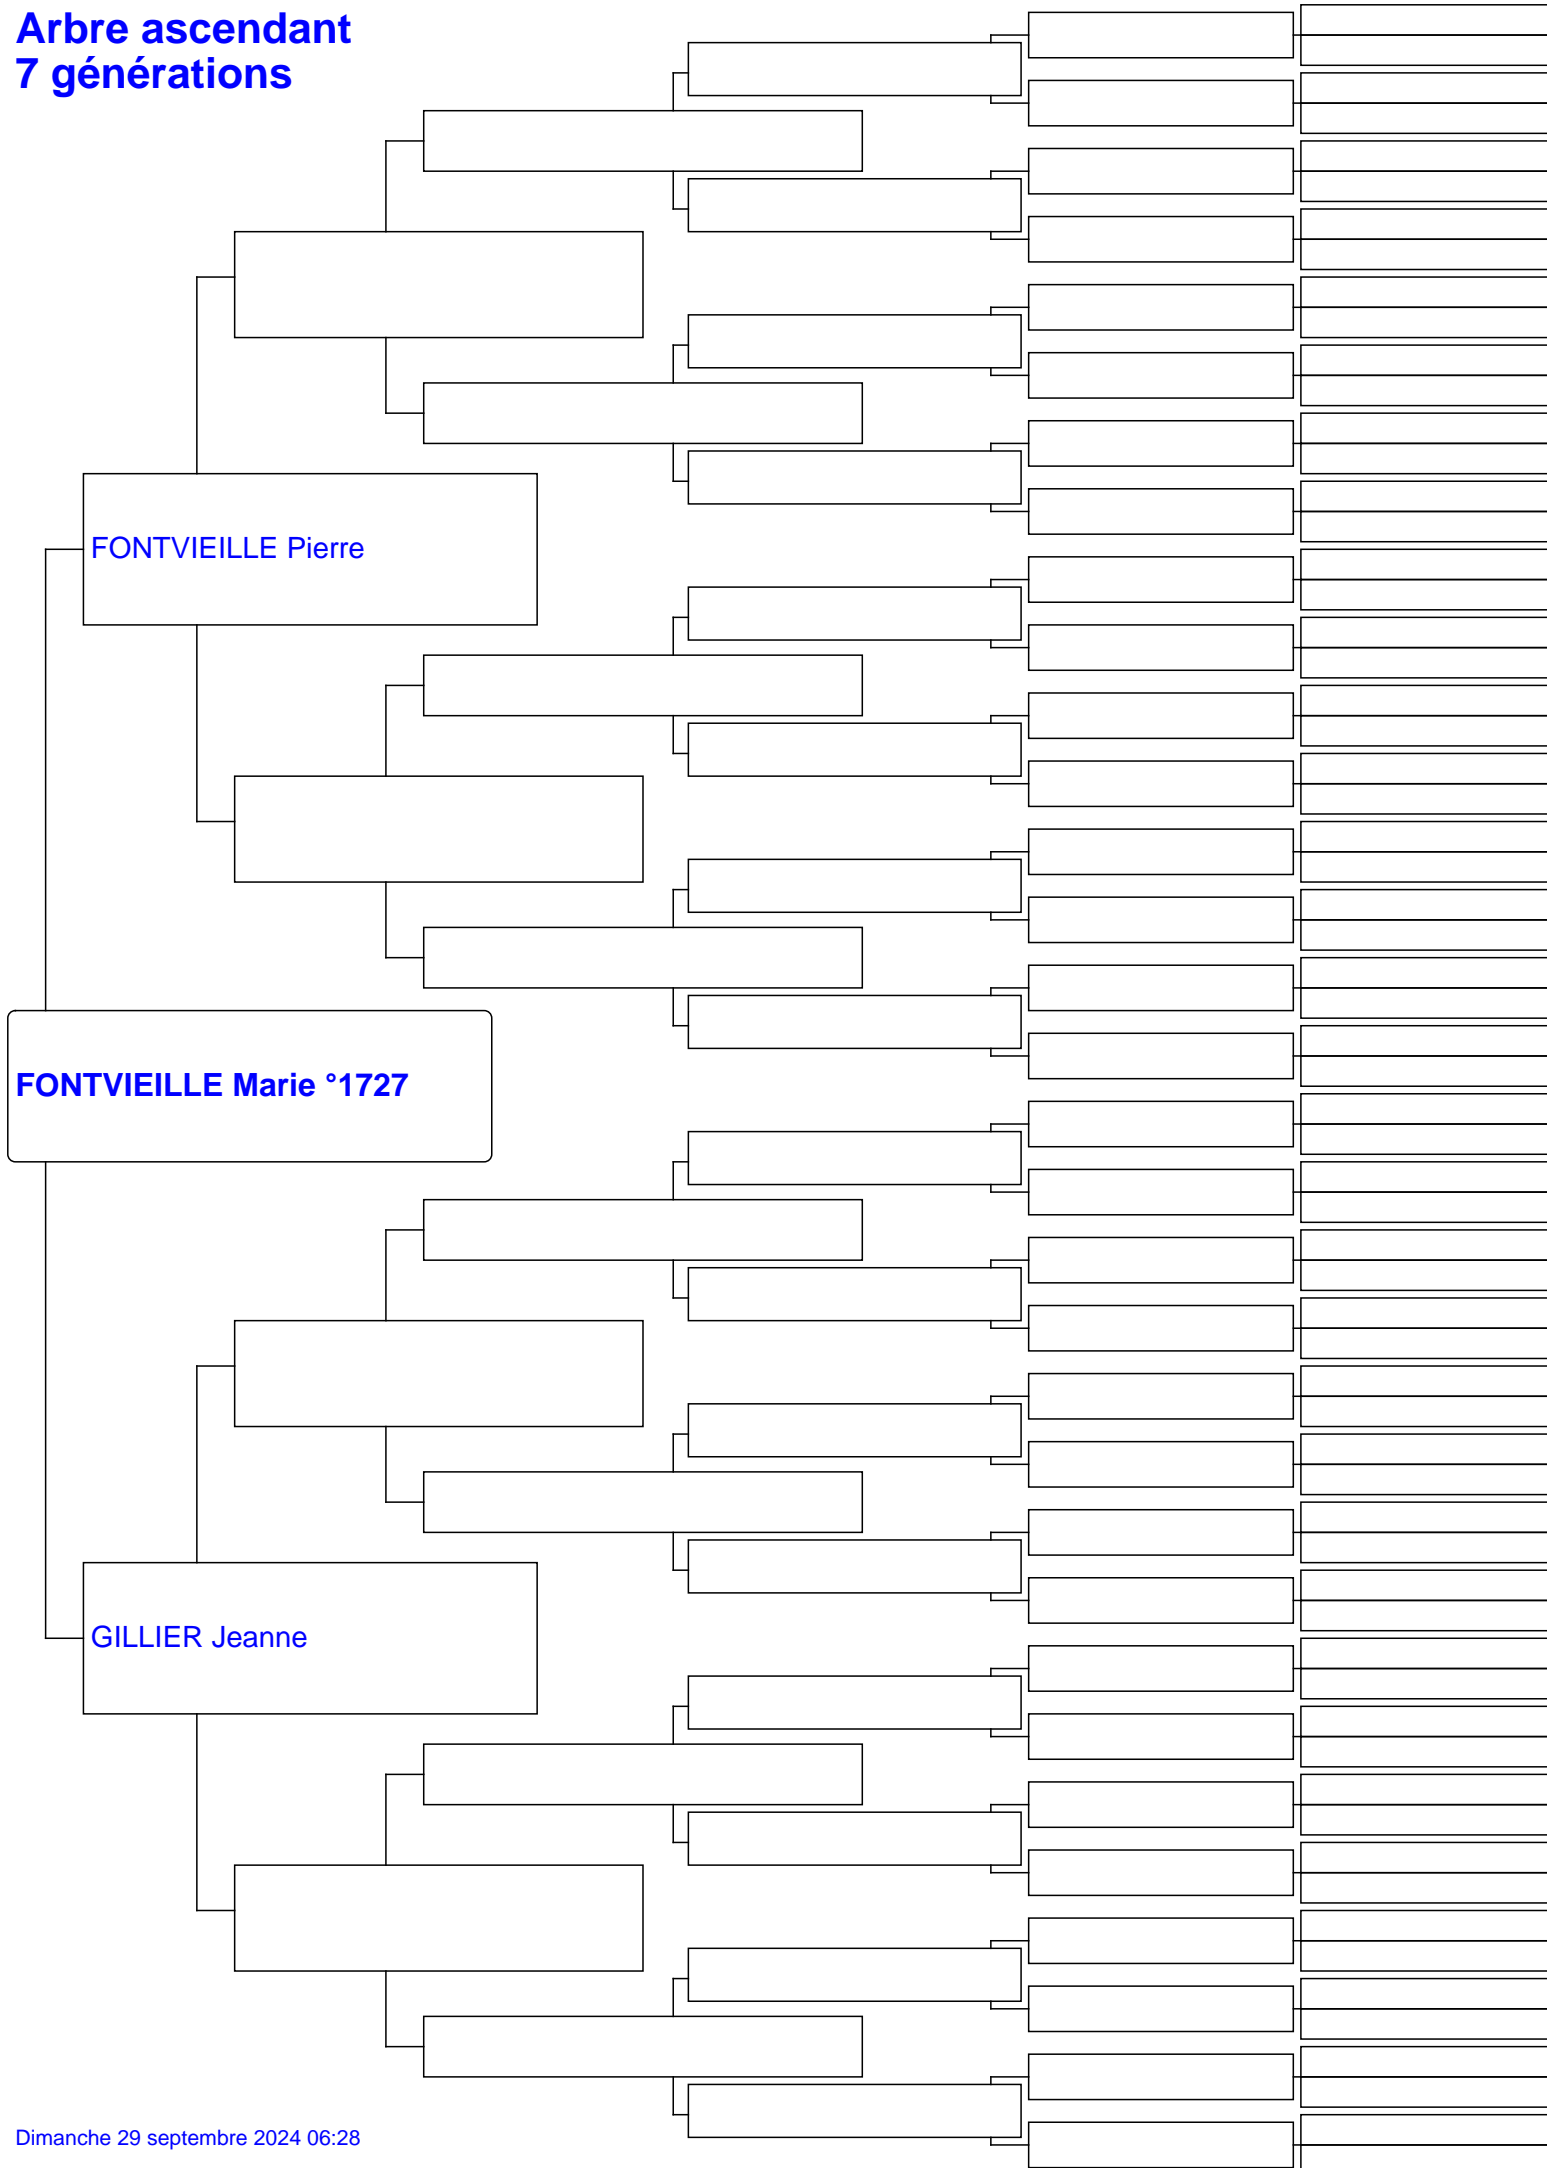 Arbre ascendant
7 générations
FONTVIEILLE Pierre
FONTVIEILLE Marie °1727
GILLIER Jeanne
Dimanche 29 septembre 2024 06:28